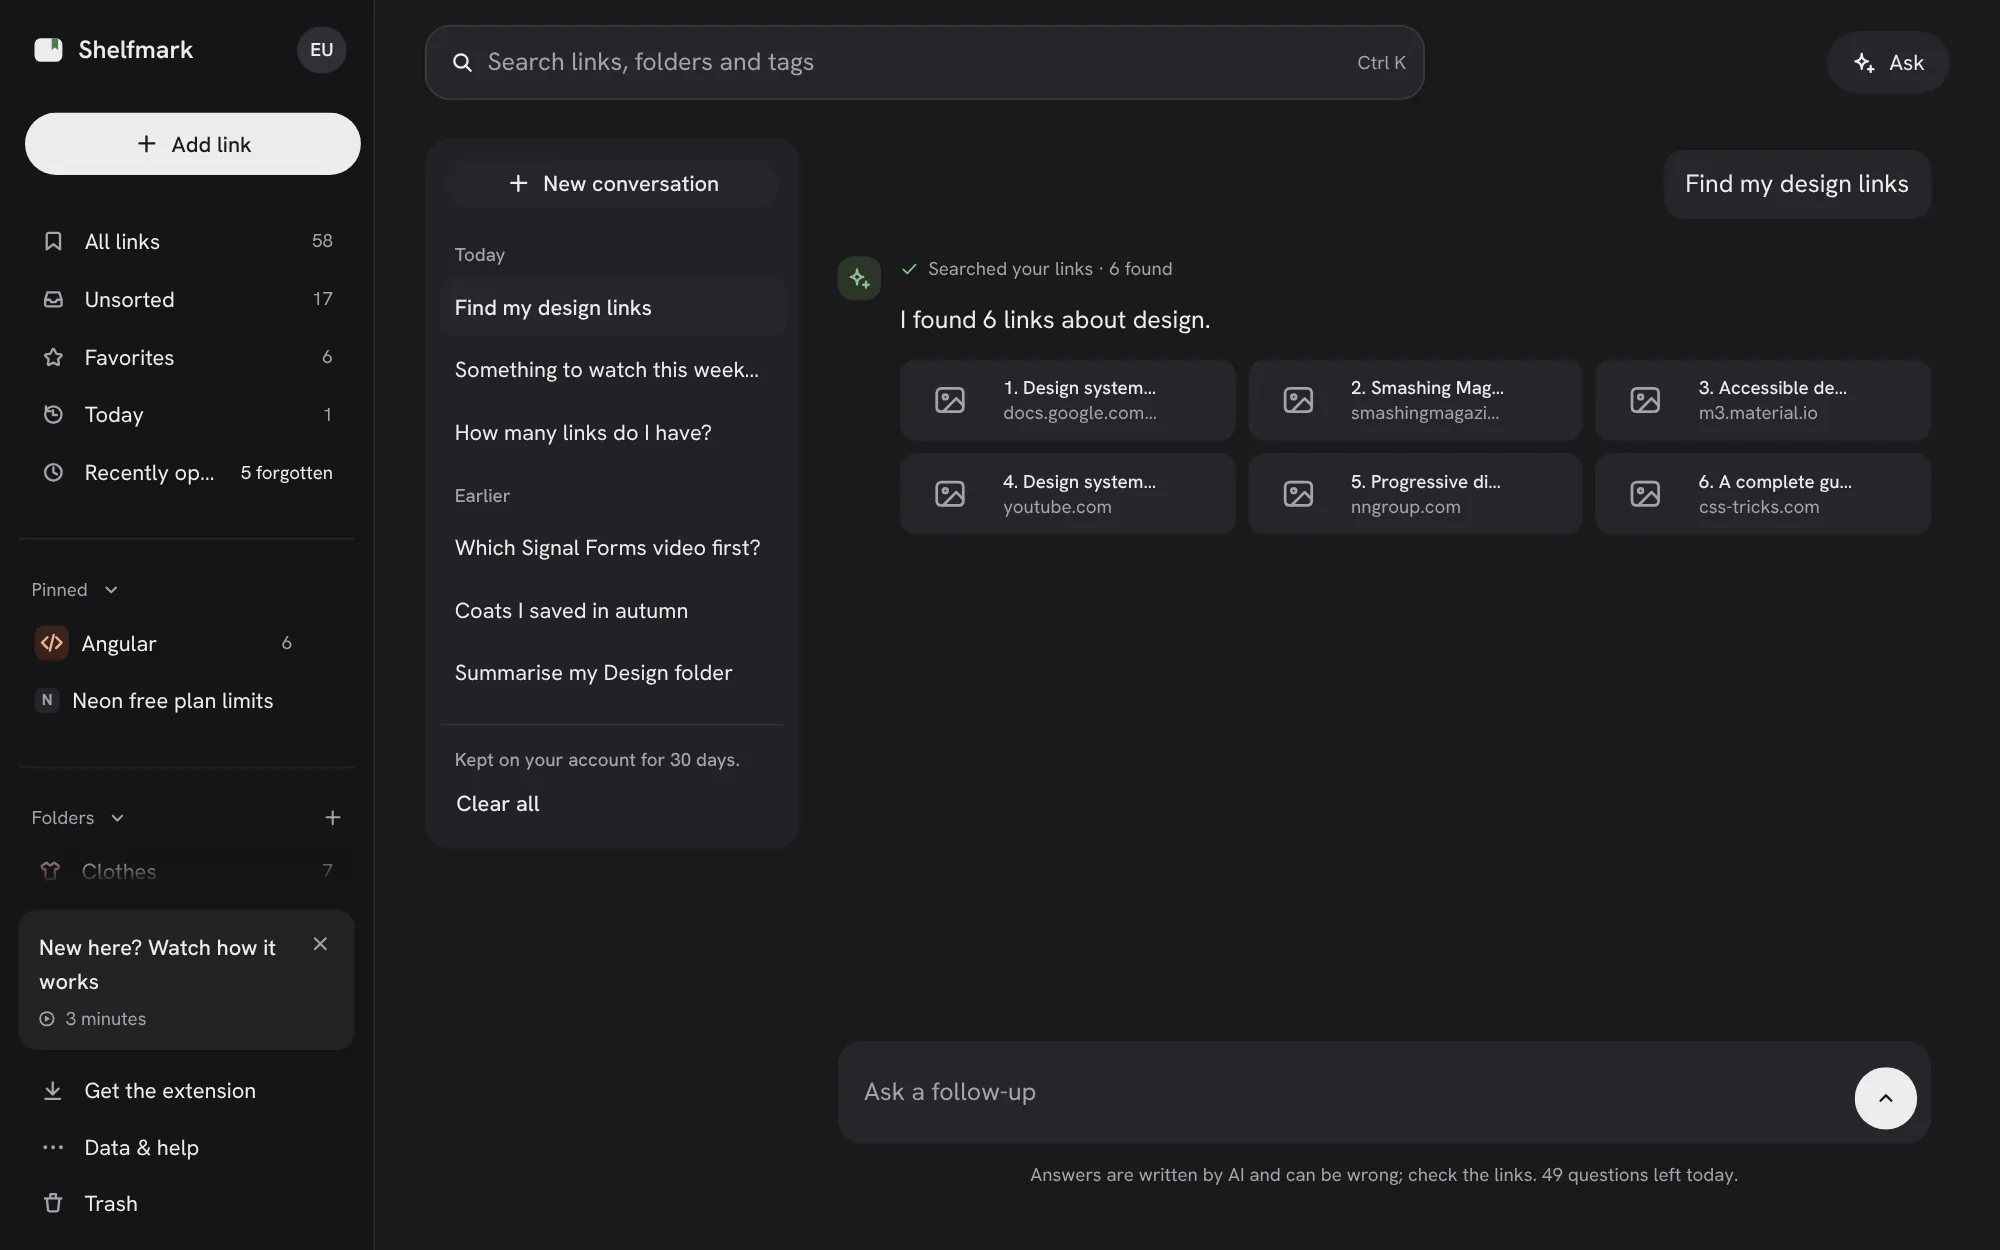 Shelfmark
EU
Add link
All links 58
Unsorted 17
Favorites 6
Today 1
Recently op... 5 forgotten
Pinned
Angular 6
N Neon free plan limits
Folders
Clothes 7
New here? Watch how it
works
3 minutes
Get the extension
Data & help
Trash
Search links, folders and tags Ctrl K
Ask
New conversation
Today
Find my design links
Something to watch this week...
How many links do I have?
Earlier
Which Signal Forms video first?
Coats I saved in autumn
Summarise my Design folder
Kept on your account for 30 days.
Clear all
Find my design links
Searched your links · 6 found
I found 6 links about design.
1. Design system...
docs.google.com...
2. Smashing Mag...
smashingmagazi...
3. Accessible de...
m3.material.io
4. Design system...
youtube.com
5. Progressive di...
nngroup.com
6. A complete gu...
css-tricks.com
Ask a follow-up
Answers are written by AI and can be wrong; check the links. 49 questions left today.